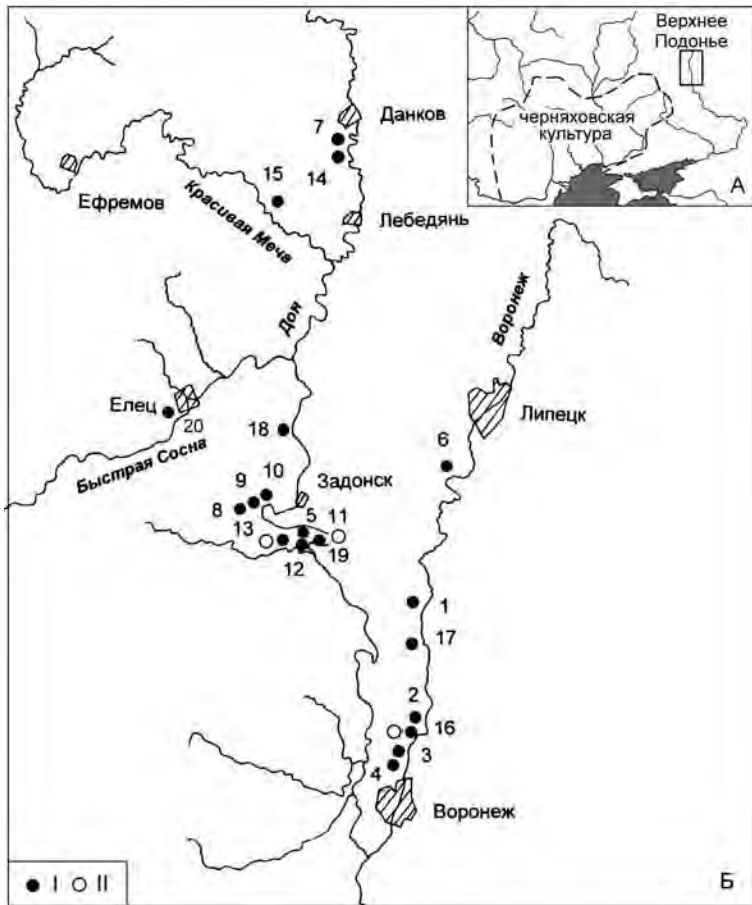 Верхнее
Подонье
черняховская
культура
А
Данков
7
14
15
Ефремов
Красивая Меча
Лебедянь
Дон
Воронеж
Елец
20
Быстрая Сосна
18
Липецк
6
10
9
8
Задонск
5
11
13
12
19
1
17
2
16
3
4
Воронеж
I
II
Б